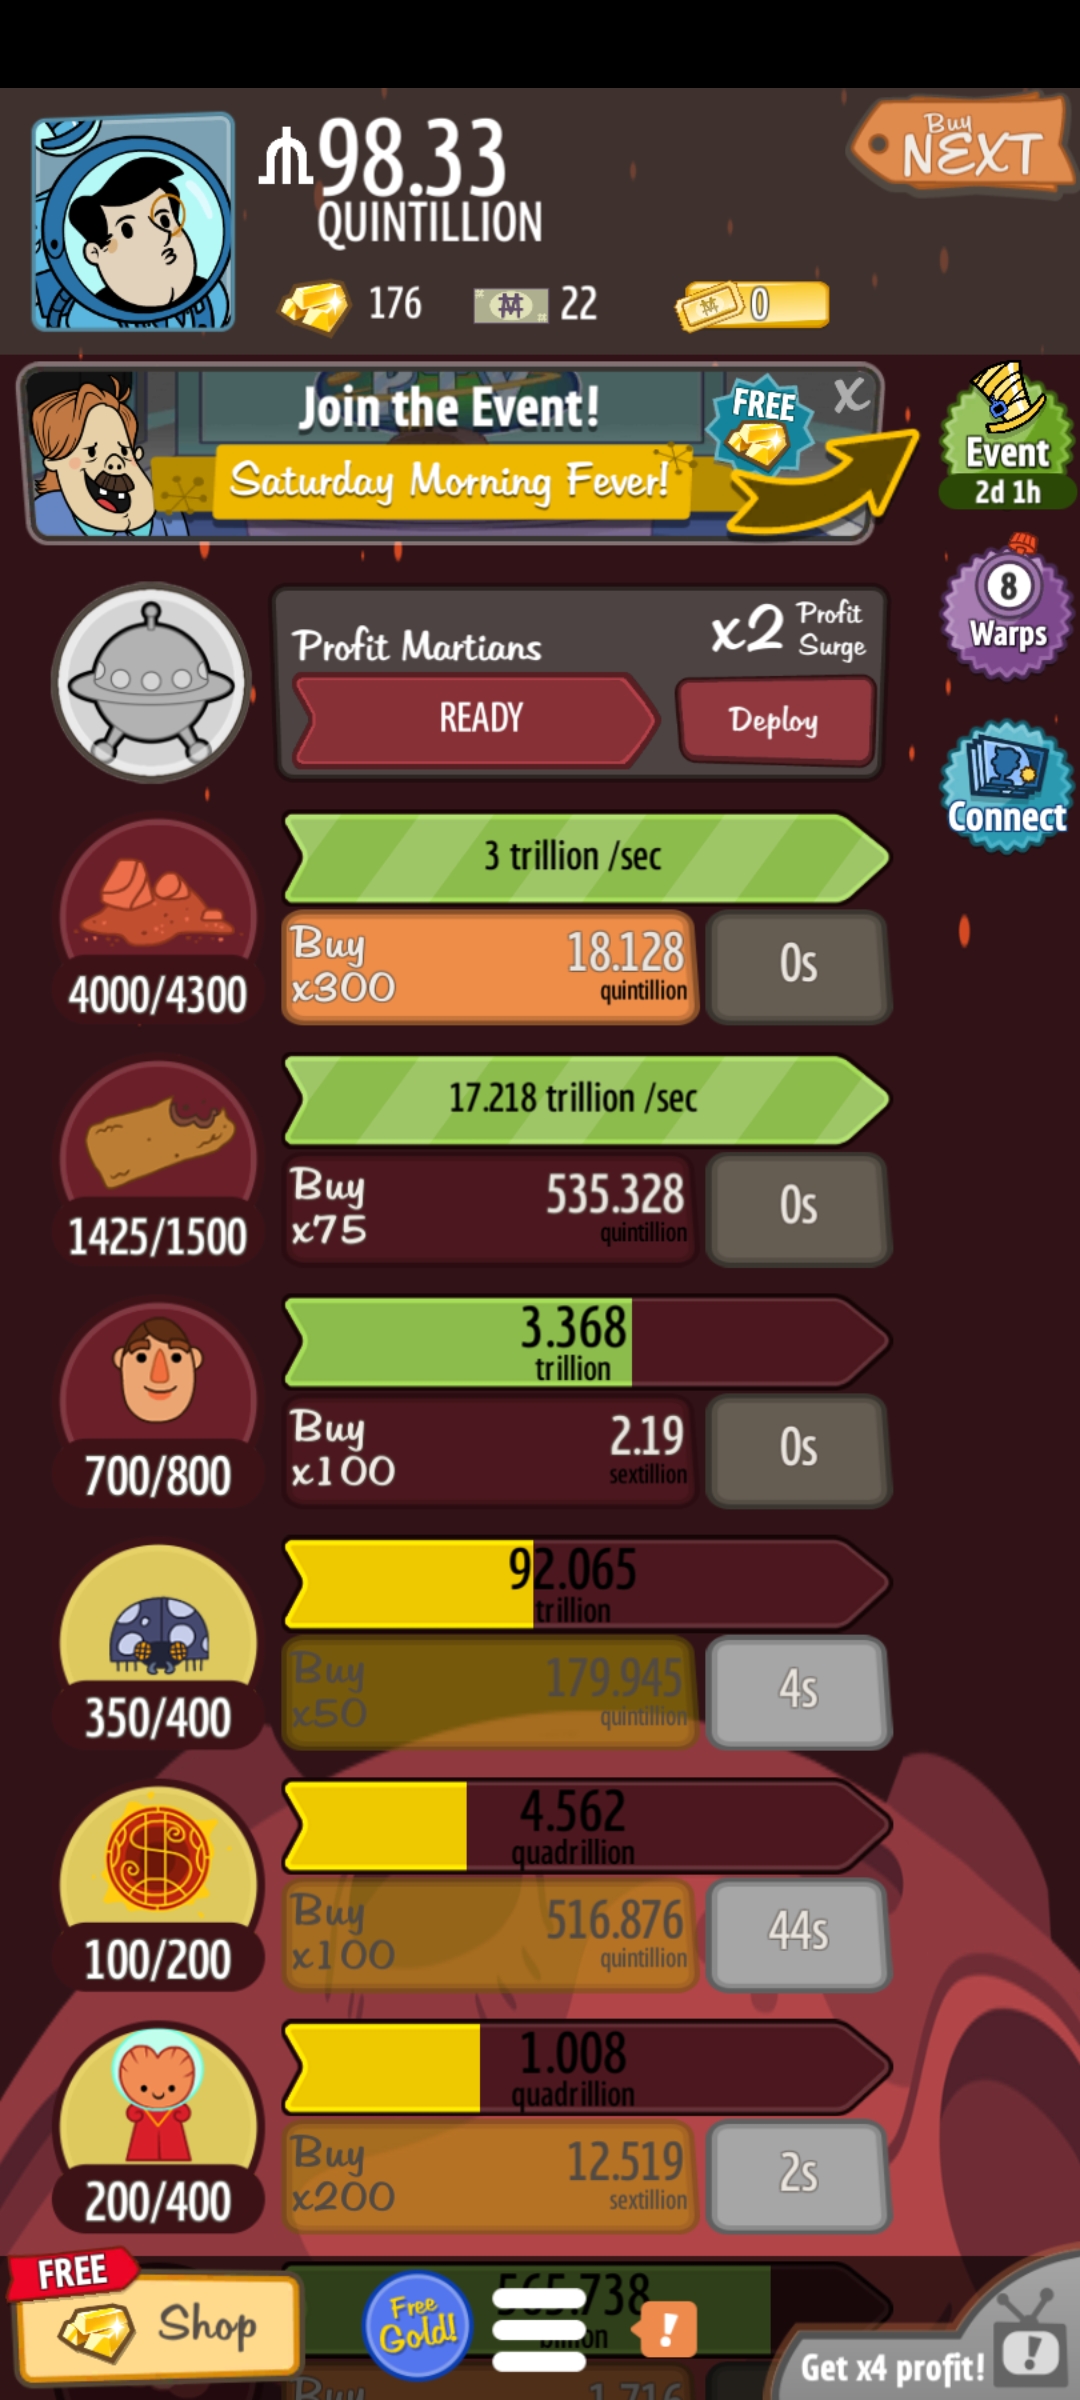 98.33
QUINTILLION
Buy
NEXT
176
22
0
Join the Event!
FREE
X
Saturday Morning Fever!
Event
2d 1h
8
Warps
Connect
Profit Martians
x2 Profit
Surge
READY
Deploy
3 trillion /sec
Buy
x300
18.128
quintillion
0s
4000/4300
17.218 trillion /sec
Buy
x75
535.328
quintillion
0s
1425/1500
3.368
trillion
Buy
x100
2.19
sextillion
0s
700/800
92.065
trillion
Buy
x50
179.945
quintillion
4s
350/400
4.562
quadrillion
Buy
x100
516.876
quintillion
44s
100/200
1.008
quadrillion
Buy
x200
12.519
sextillion
2s
200/400
FREE
Shop
Free
Gold!
565.738
!
Get x4 profit!
!
Buy
1.716